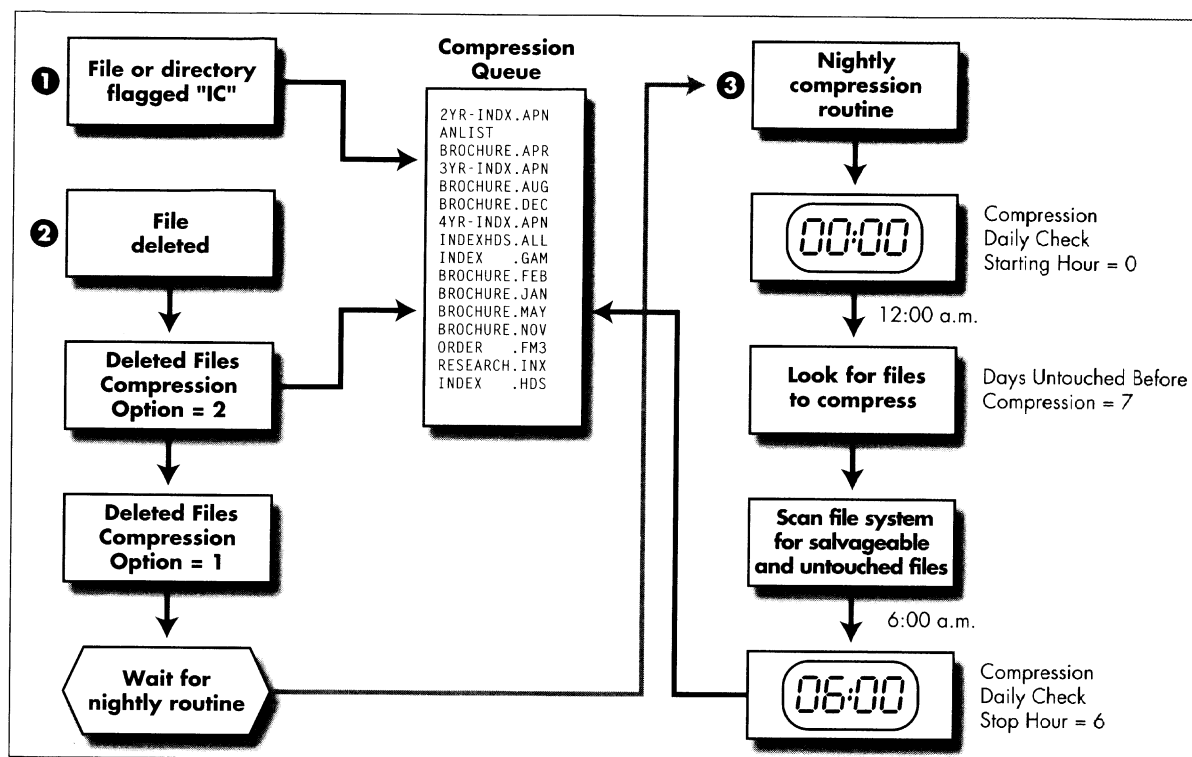 ❶
File or directory
flagged "IC"
❷
File
deleted
Deleted Files
Compression
Option = 2
Deleted Files
Compression
Option = 1
Wait for
nightly routine
Compression
Queue
2YR-INDX.APN
ANLIST
BROCHURE.APR
3YR-INDX.APN
BROCHURE.AUG
BROCHURE.DEC
4YR-INDX.APN
INDEXHDS.ALL
INDEX   .GAM
BROCHURE.FEB
BROCHURE.JAN
BROCHURE.MAY
BROCHURE.NOV
ORDER   .FM3
RESEARCH.INX
INDEX   .HDS
❸
Nightly
compression
routine
00:00
Compression
Daily Check
Starting Hour = 0
12:00 a.m.
Look for files
to compress
Days Untouched Before
Compression = 7
Scan file system
for salvageable
and untouched files
6:00 a.m.
06:00
Compression
Daily Check
Stop Hour = 6